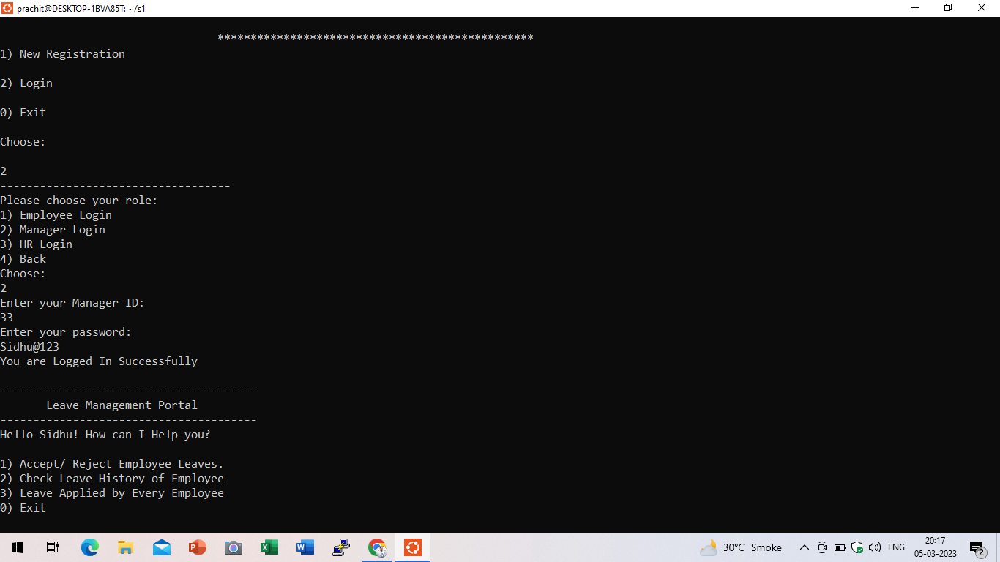 prachit@DESKTOP-1BVA85T: ~/s1
************************************************
1) New Registration
2) Login
0) Exit
Choose:
2
-----------------------------------
Please choose your role:
1) Employee Login
2) Manager Login
3) HR Login
4) Back
Choose:
2
Enter your Manager ID:
33
Enter your password:
Sidhu@123
You are Logged In Successfully
---------------------------------------
Leave Management Portal
---------------------------------------
Hello Sidhu! How can I Help you?
1) Accept/ Reject Employee Leaves.
2) Check Leave History of Employee
3) Leave Applied by Every Employee
0) Exit
30°C Smoke ENG 20:17
05-03-2023
2